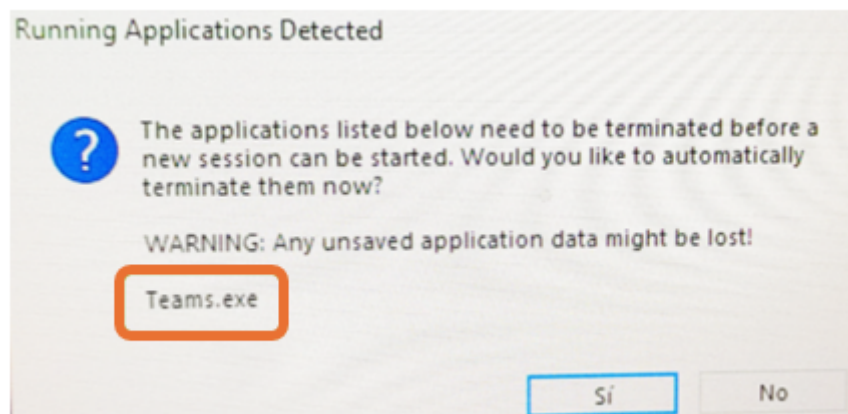 Running Applications Detected
?
The applications listed below need to be terminated before a
new session can be started. Would you like to automatically
terminate them now?
WARNING: Any unsaved application data might be lost!
Teams.exe
Sí
No